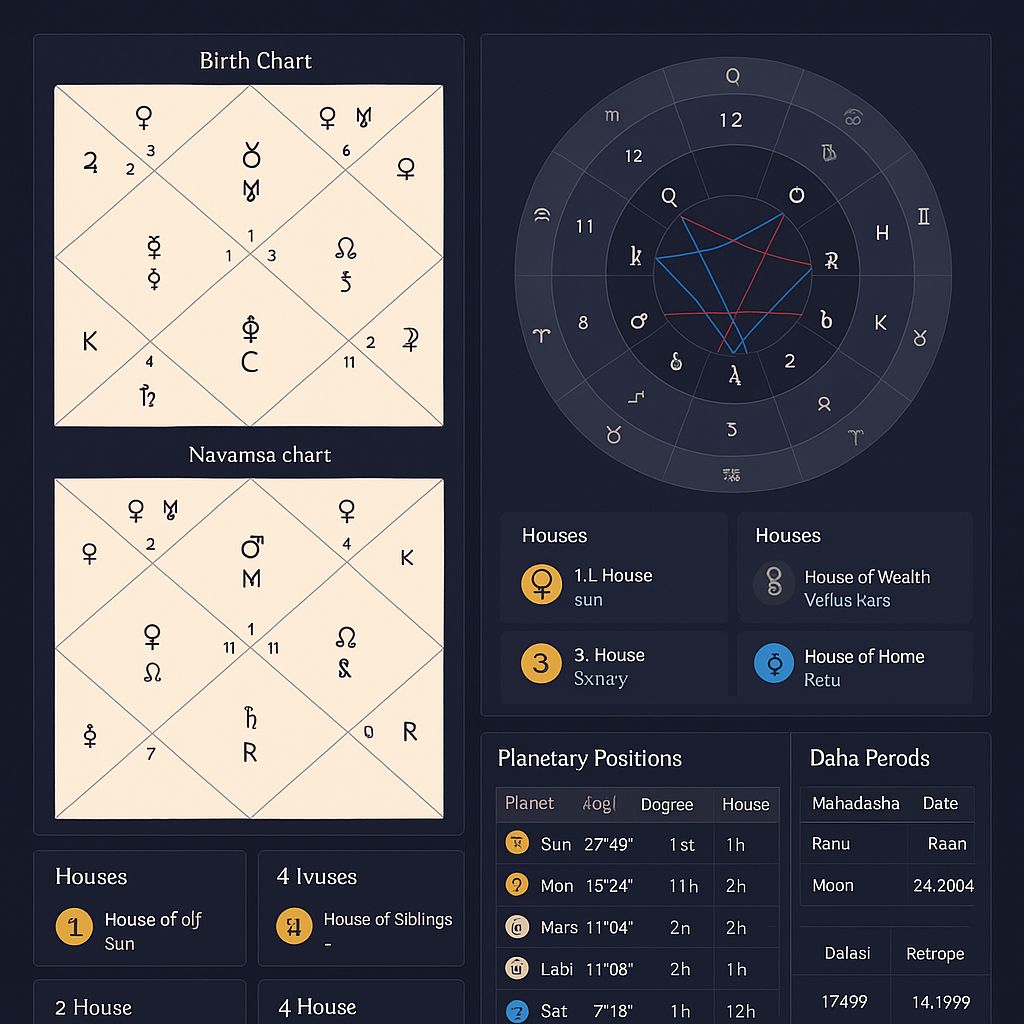 Birth Chart
3
2
6
1
1 3
K
4
C
2
11
Navamsa chart
2
4
K
M
1
11 11
7
R
R
12
12
11
H
8
K
k
2
3
Houses
1.L House
sun
Houses
House of Wealth
Veflus Kars
3
3. House
Sxnary
House of Home
Retu
Houses
1
House of olf
Sun
4 Ivuses
House of Siblings
-
2 House
4 House
Planetary Positions
Planet Dogree House
Sun 27"49" 1st 1h
Mon 15"24" 11h 2h
Mars 11"04" 2n 2h
Labi 11"08" 2h 1h
Sat 7"18" 1h 12h
Daha Perods
Mahadasha Date
Ranu Raan
Moon 24.2004
Dalasi Retrope
17499 14.1999